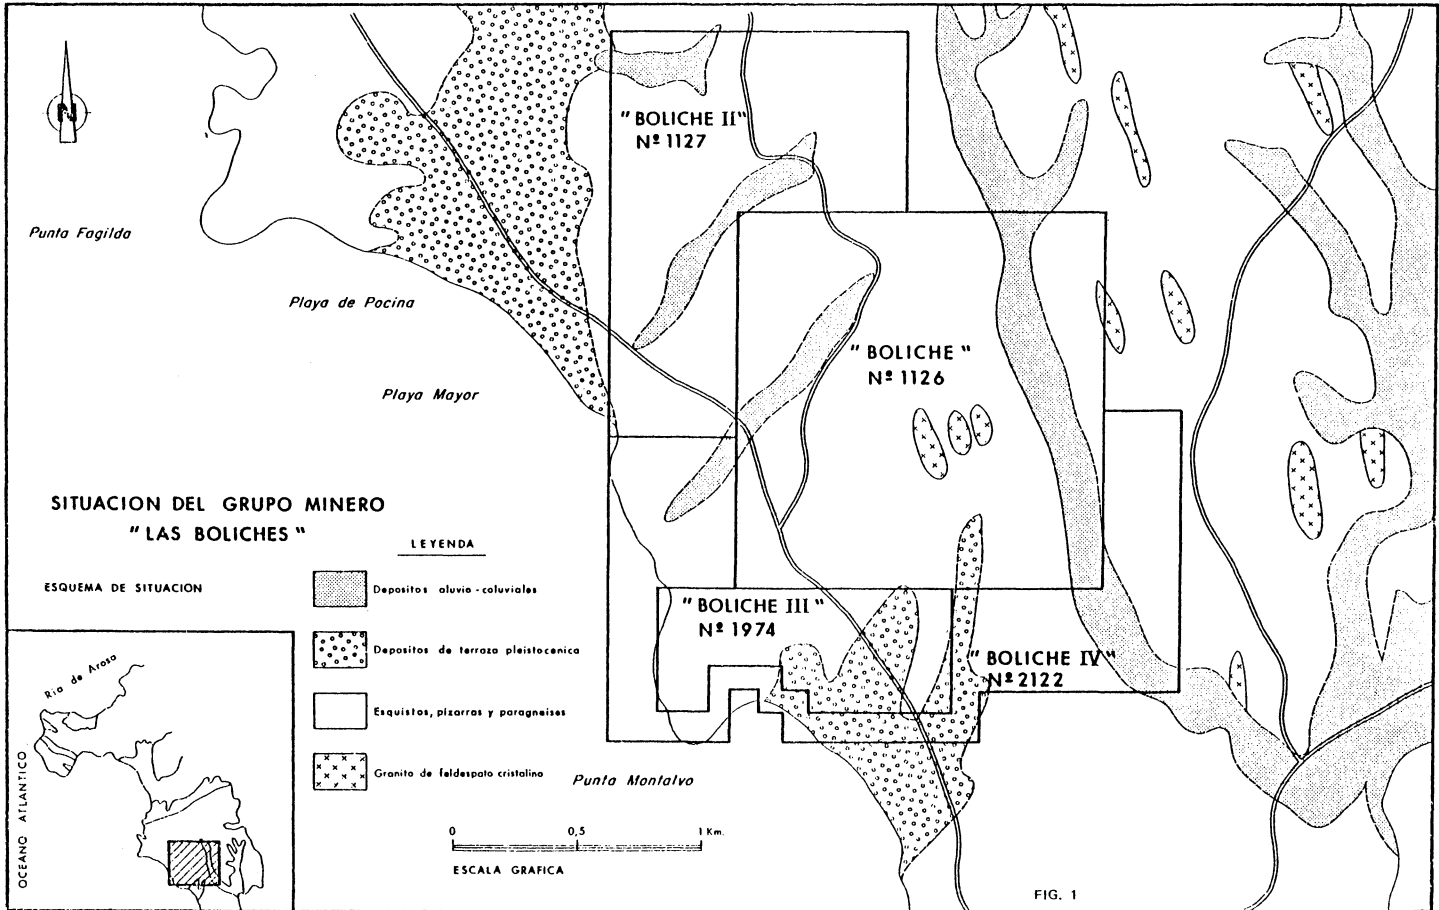 N
"BOLICHE II"
Nº 1127
Punta Fagilda
Playa de Pocina
Playa Mayor
"BOLICHE"
Nº 1126
SITUACION DEL GRUPO MINERO
"LAS BOLICHES"
LEYENDA
ESQUEMA DE SITUACION
Depositos aluvio-coluviales
Depositos de terraza pleistocenica
Esquistos, pizarras y paragneises
Granito de feldespato cristalino
"BOLICHE III"
Nº 1974
"BOLICHE IV"
Nº 2122
Ria de Arosa
OCEANO ATLANTICO
Punta Montalvo
0 0,5 1 Km.
ESCALA GRAFICA
FIG. 1